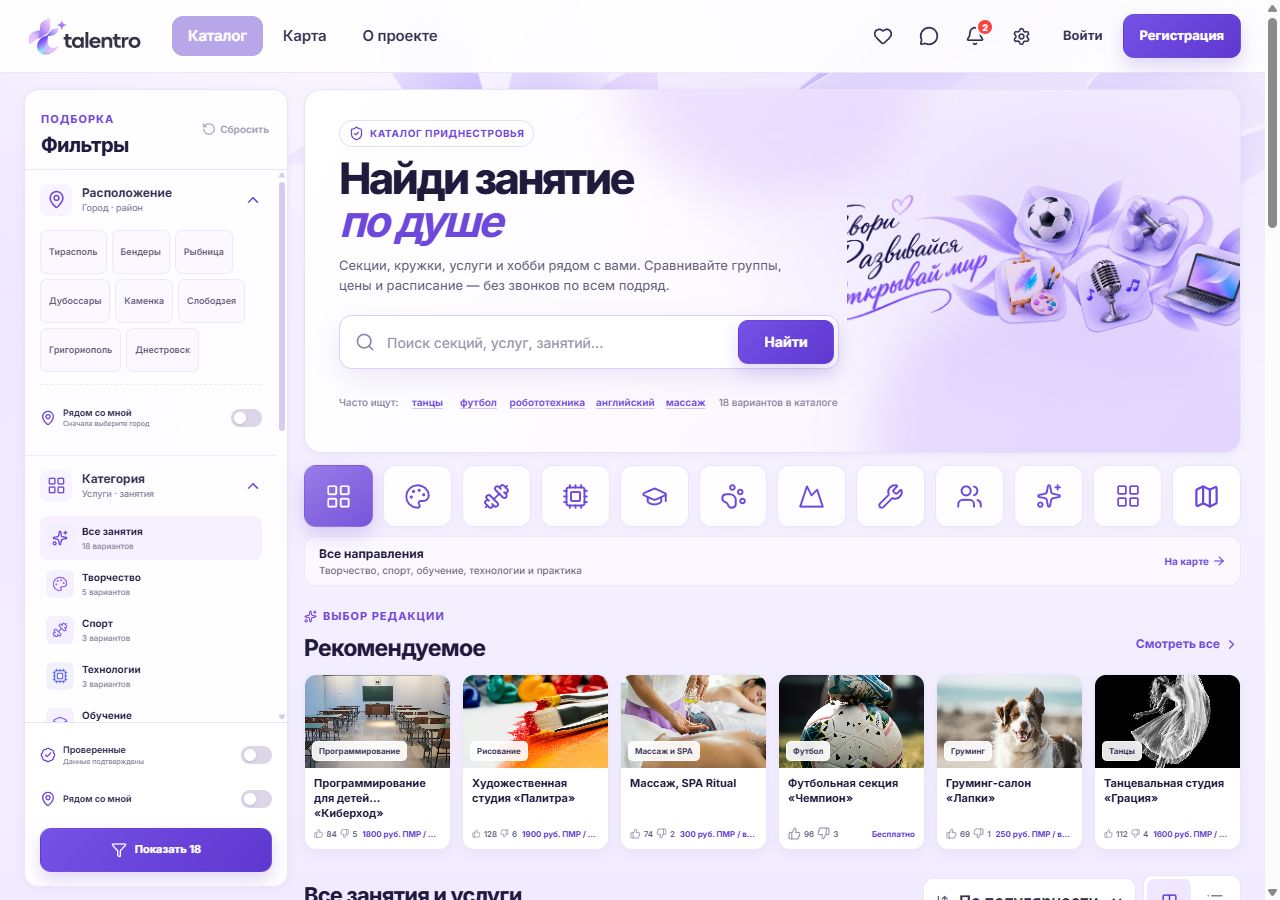 talentro
Каталог
Карта
О проекте
2
Войти
Регистрация
ПОДБОРКА
Фильтры
Сбросить
Расположение
Город · район
Тирасполь
Бендеры
Рыбница
Дубоссары
Каменка
Слободзея
Григориополь
Днестровск
Рядом со мной
Сначала выберите город
Категория
Услуги · занятия
Все занятия
18 вариантов
Творчество
5 вариантов
Спорт
3 вариантов
Технологии
3 вариантов
Обучение
Проверенные
Данные подтверждены
Рядом со мной
Показать 18
КАТАЛОГ ПРИДНЕСТРОВЬЯ
Найди занятие
по душе
Секции, кружки, услуги и хобби рядом с вами. Сравнивайте группы,
цены и расписание — без звонков по всем подряд.
Поиск секций, услуг, занятий...
Найти
Часто ищут: танцы футбол робототехника английский массаж 18 вариантов в каталоге
вори
Развивайся
ткрывай мир
Все направления
Творчество, спорт, обучение, технологии и практика
На карте
ВЫБОР РЕДАКЦИИ
Рекомендуемое
Смотреть все
Программирование
Программирование
для детей...
«Киберход»
84 5 1800 руб. ПМР / ...
Рисование
Художественная
студия «Палитра»
128 6 1900 руб. ПМР / ...
Массаж и SPA
Массаж, SPA Ritual
74 2 300 руб. ПМР / в...
Футбол
Футбольная секция
«Чемпион»
96 3 Бесплатно
Груминг
Груминг-салон
«Лапки»
69 1 250 руб. ПМР / в...
Танцы
Танцевальная студия
«Грация»
112 4 1600 руб. ПМР / ...
Все занятия и услуги
По популярности